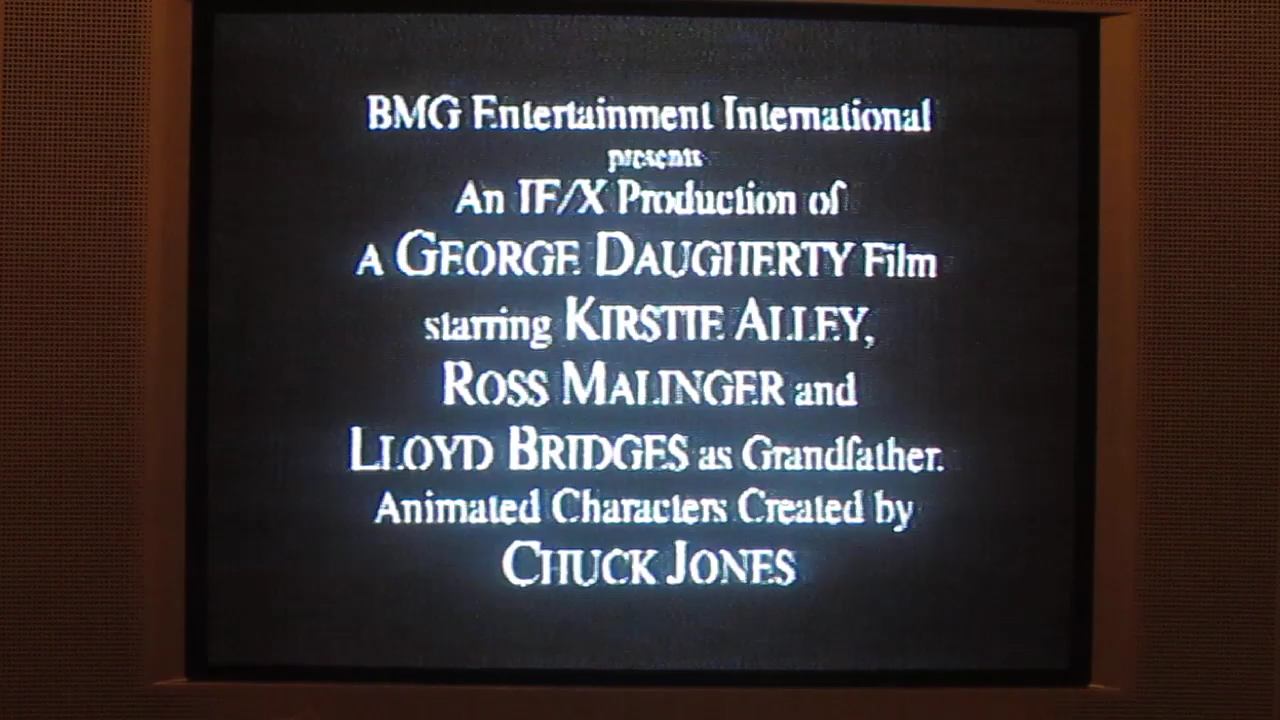 BMG Entertainment International
presents
An IF/X Production of
A GEORGE DAUGHERTY Film
starring KIRSTIE ALLEY,
ROSS MALINGER and
LLOYD BRIDGES as Grandfather.
Animated Characters Created by
CHUCK JONES